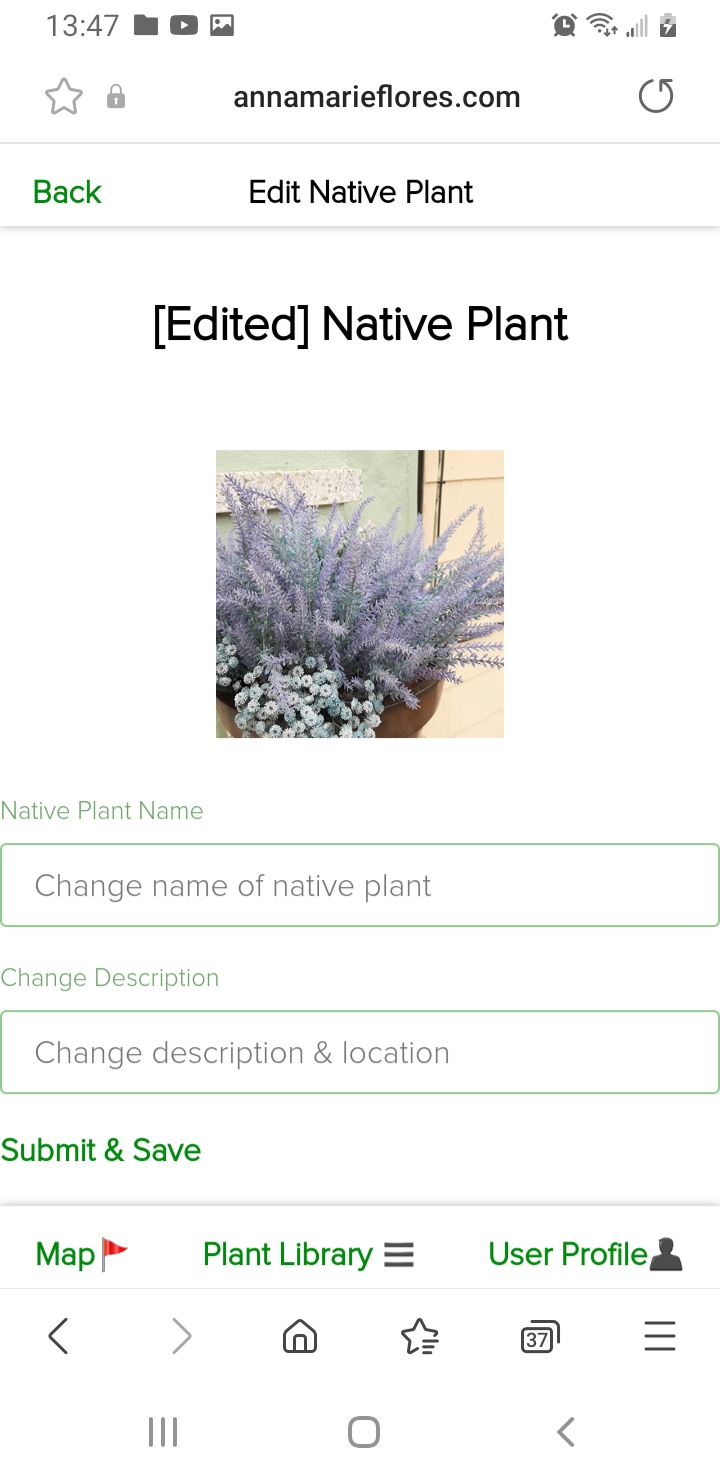 13:47
annamarieflores.com
Back Edit Native Plant
[Edited] Native Plant
Native Plant Name
Change name of native plant
Change Description
Change description & location
Submit & Save
Map Plant Library User Profile
37